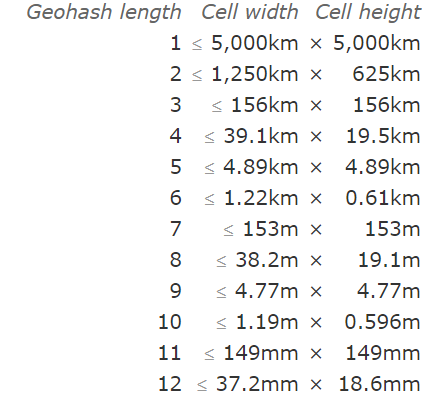 Geohash length Cell width Cell height
1 ≤ 5,000km × 5,000km
2 ≤ 1,250km × 625km
3 ≤ 156km × 156km
4 ≤ 39.1km × 19.5km
5 ≤ 4.89km × 4.89km
6 ≤ 1.22km × 0.61km
7 ≤ 153m × 153m
8 ≤ 38.2m × 19.1m
9 ≤ 4.77m × 4.77m
10 ≤ 1.19m × 0.596m
11 ≤ 149mm × 149mm
12 ≤ 37.2mm × 18.6mm